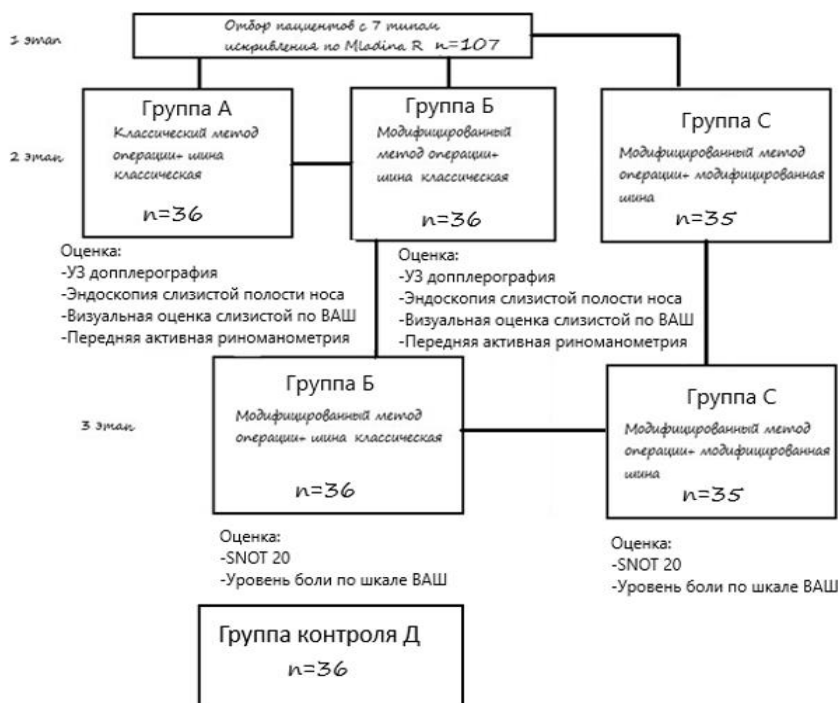 1 этап
Отбор пациентов с 7 типом
искривления по Mladina R n=107
2 этап
Группа А
Классический метод
операции+ шина
классическая
n=36
Группа Б
Модифицированный
метод операции+
шина классическая
n=36
Группа С
Модифицированный метод
операции+ модифицированная
шина
n=35
Оценка:
-УЗ допплерография
-Эндоскопия слизистой полости носа
-Визуальная оценка слизистой по ВАШ
-Передняя активная риноманометрия
Оценка:
-УЗ допплерография
-Эндоскопия слизистой полости носа
-Визуальная оценка слизистой по ВАШ
-Передняя активная риноманометрия
3 этап
Группа Б
Модифицированный метод
операции+ шина классическая
n=36
Группа С
Модифицированный метод
операции+ модифицированная
шина
n=35
Оценка:
-SNOT 20
-Уровень боли по шкале ВАШ
Оценка:
-SNOT 20
-Уровень боли по шкале ВАШ
Группа контроля Д
n=36